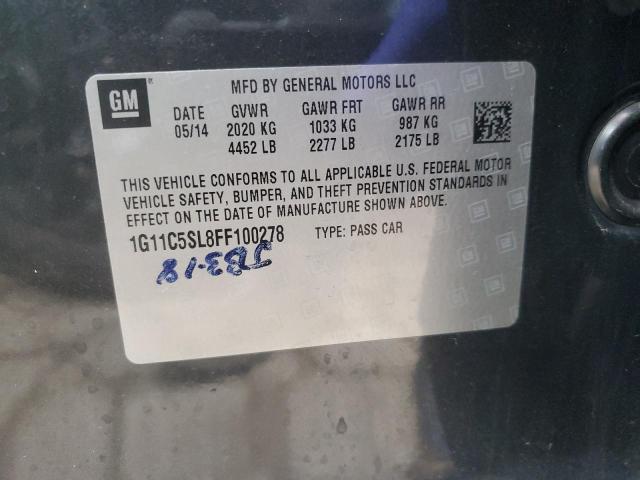 GM
MFD BY GENERAL MOTORS LLC
DATE GVWR GAWR FRT GAWR RR
05/14 2020 KG 1033 KG 987 KG
4452 LB 2277 LB 2175 LB
THIS VEHICLE CONFORMS TO ALL APPLICABLE U.S. FEDERAL MOTOR
VEHICLE SAFETY, BUMPER, AND THEFT PREVENTION STANDARDS IN
EFFECT ON THE DATE OF MANUFACTURE SHOWN ABOVE.
1G11C5SL8FF100278 TYPE: PASS CAR